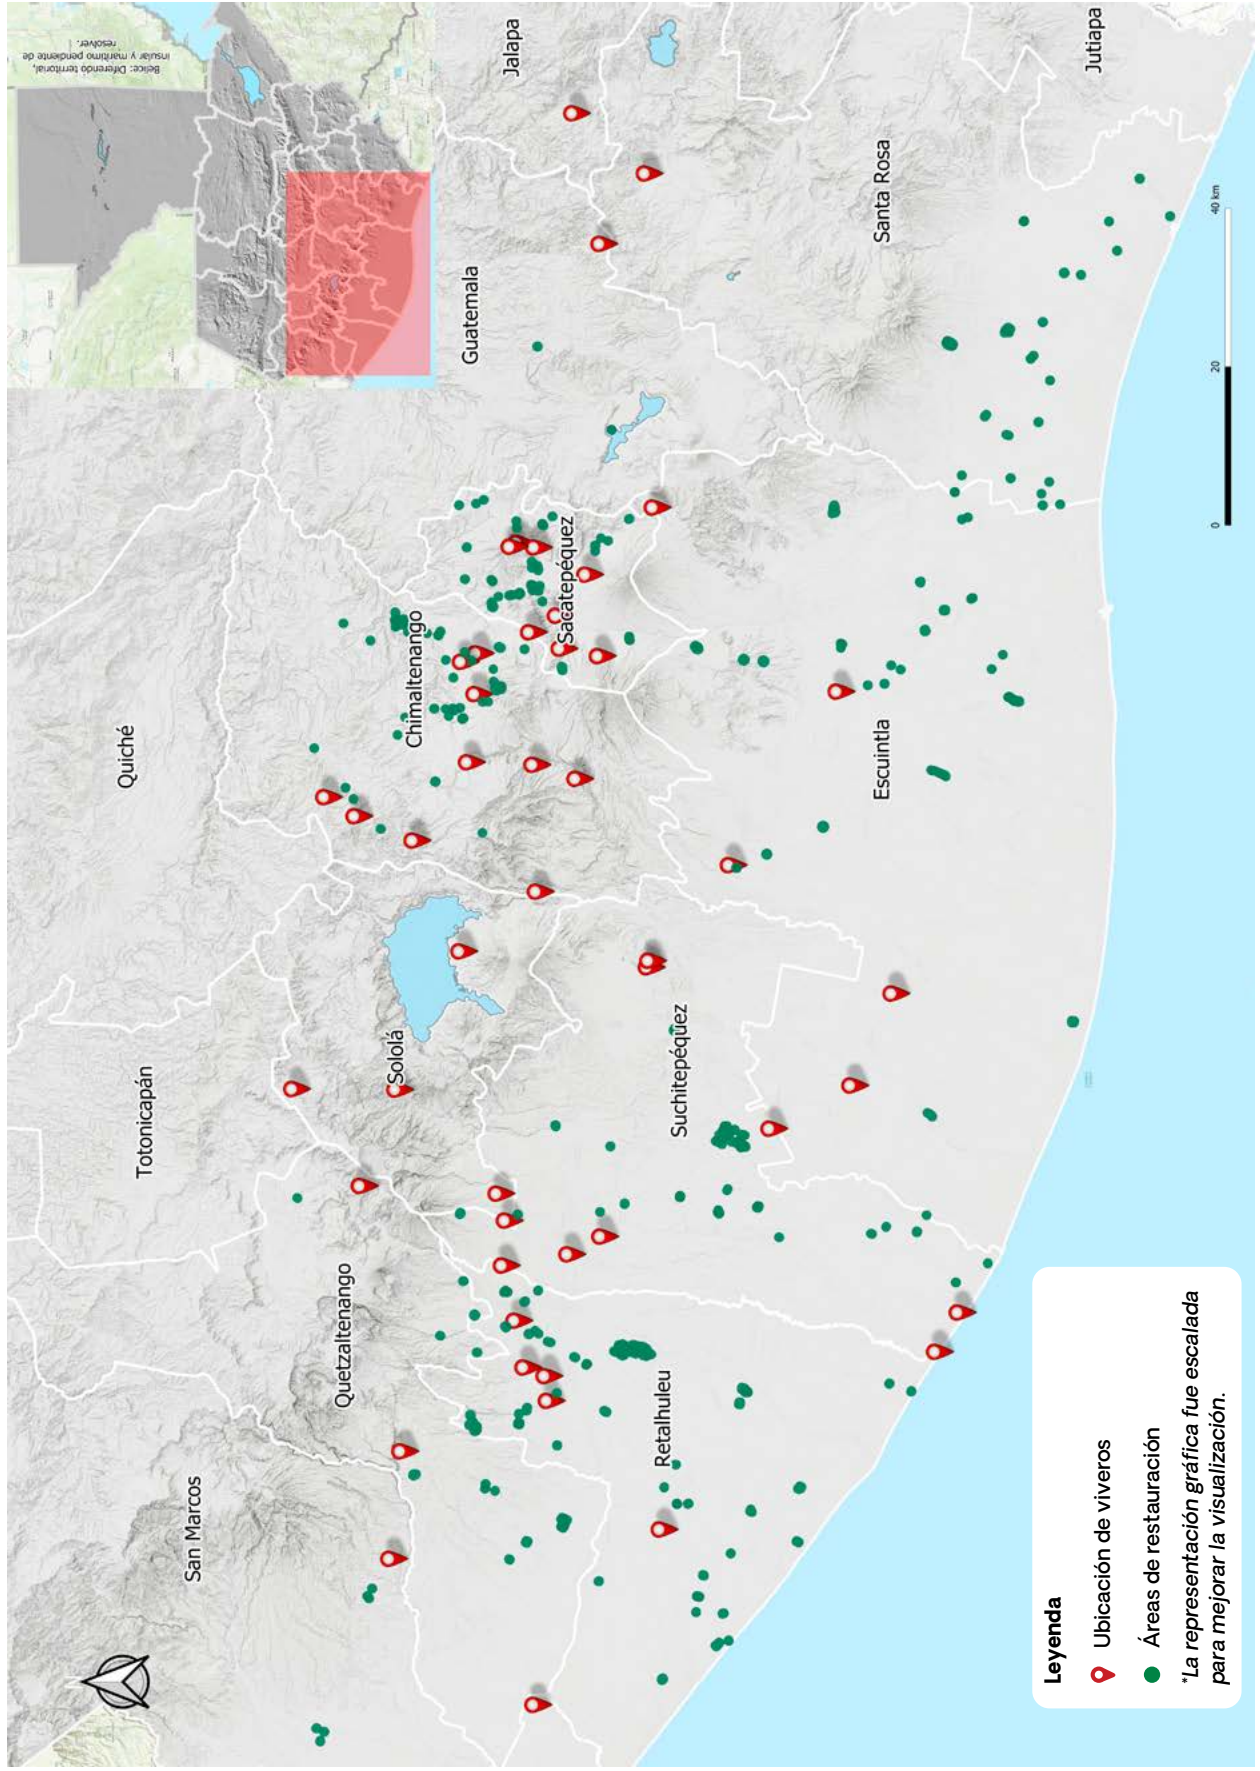 Belice: Diferendo territorial,
insular y marítimo pendiente de
resolver.
San Marcos
Quetzaltenango
Totonicapán
Quiché
Sololá
Chimaltenango
Sacatepéquez
Guatemala
Jalapa
Retalhuleu
Suchitepéquez
Escuintla
Santa Rosa
Jutiapa
0
20
40 km
Leyenda
Ubicación de viveros
Áreas de restauración
*La representación gráfica fue escalada
para mejorar la visualización.